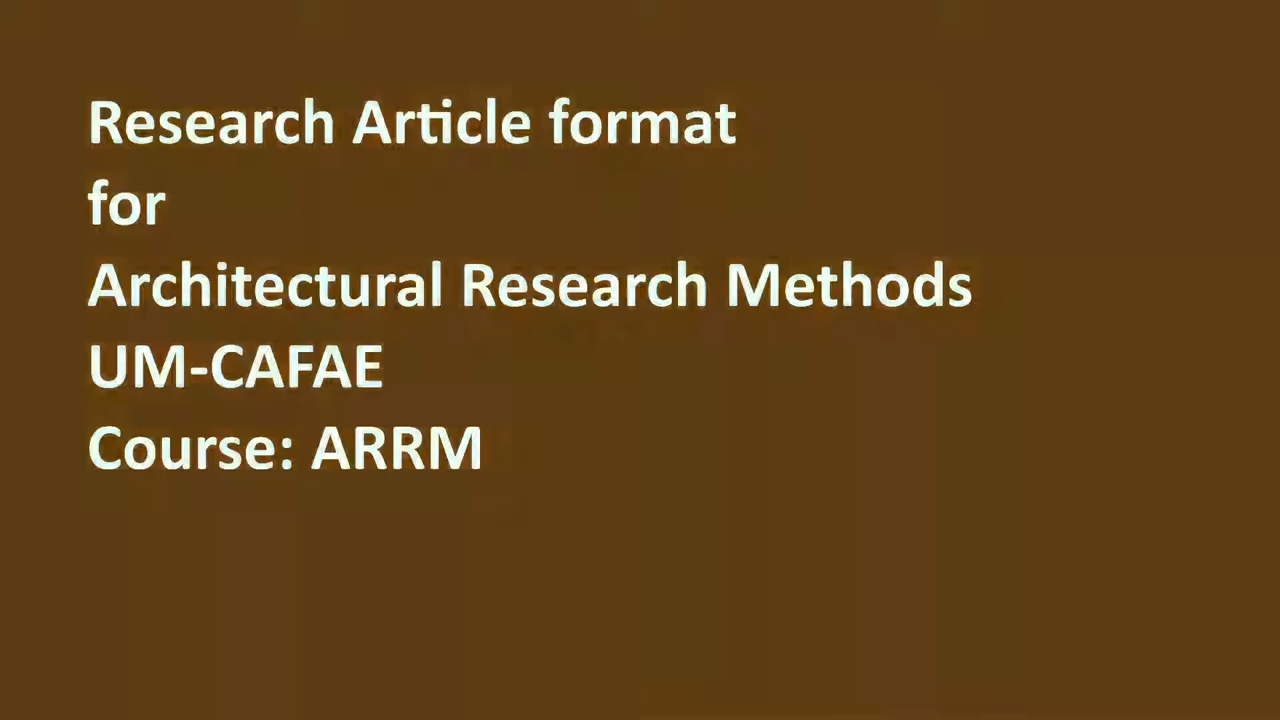 Research Article format
for
Architectural Research Methods
UM-CAFAE
Course: ARRM